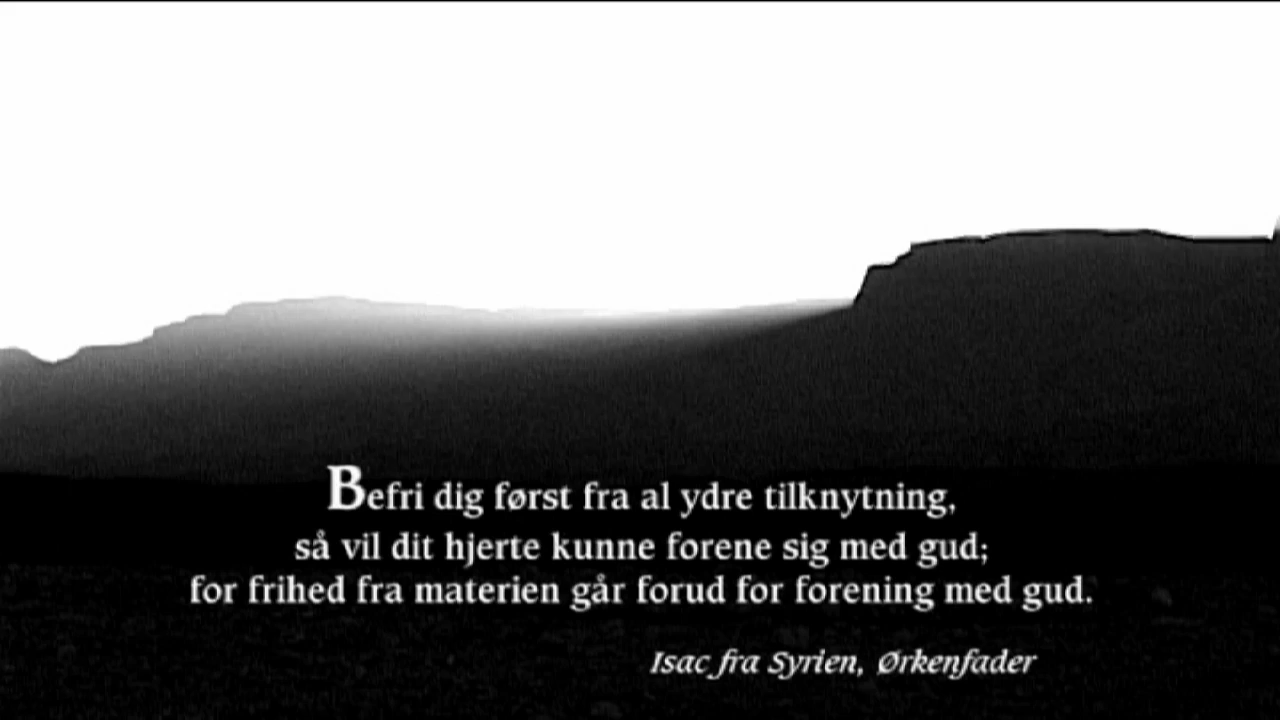 Befri dig først fra al ydre tilknytning,
så vil dit hjerte kunne forene sig med gud;
for frihed fra materien går forud for forening med gud.
Isac fra Syrien, Ørkenfader